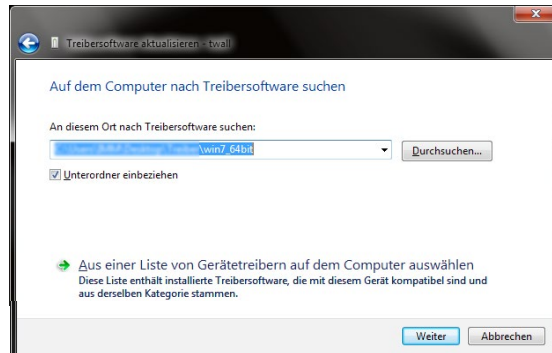 Treibersoftware aktualisieren - twall
Auf dem Computer nach Treibersoftware suchen
An diesem Ort nach Treibersoftware suchen:
\win7_64bit
Durchsuchen...
Unterordner einbeziehen
Aus einer Liste von Gerätetreibern auf dem Computer auswählen
Diese Liste enthält installierte Treibersoftware, die mit diesem Gerät kompatibel sind und
aus derselben Kategorie stammen.
Weiter Abbrechen